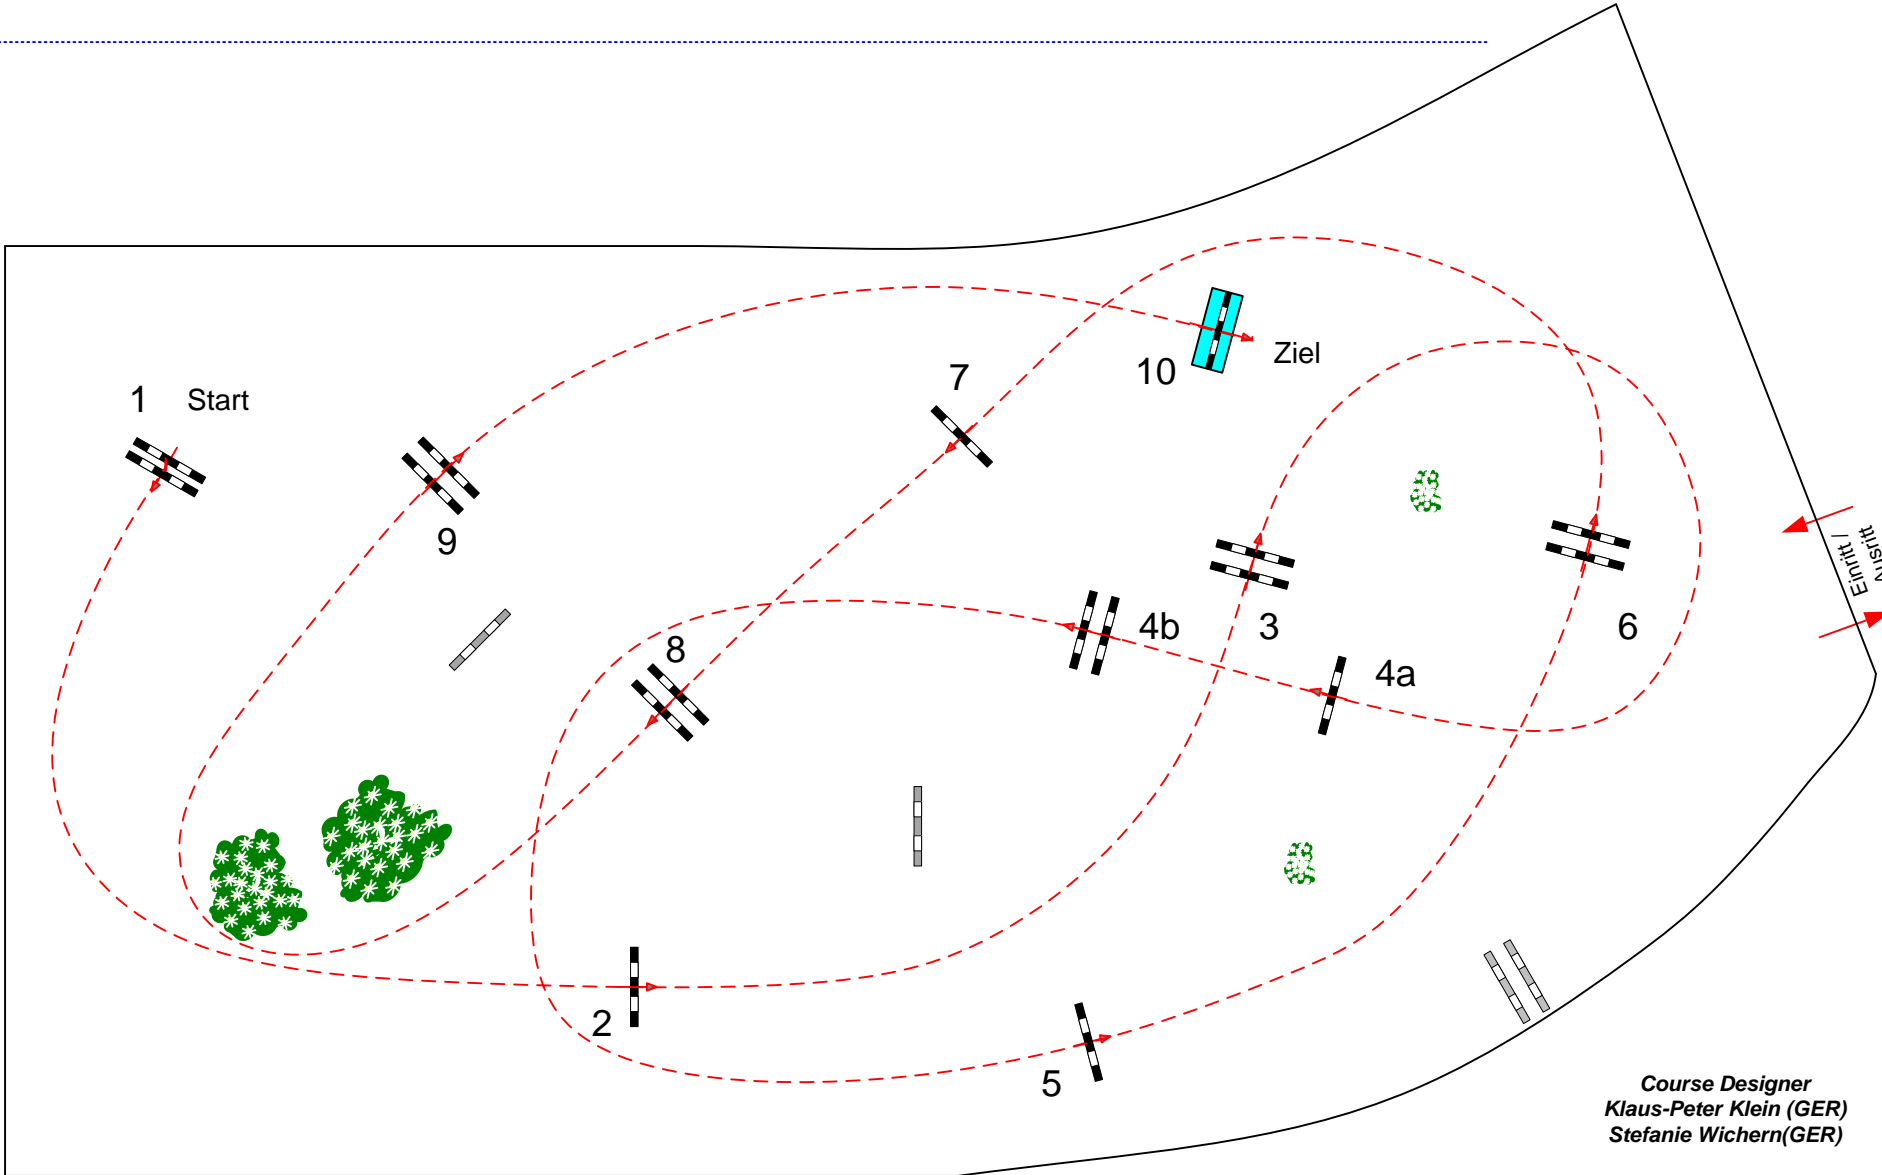 7
10
Ziel
1
Start
9
8
4b
3
6
4a
2
5
Einritt /
Ausritt
Course Designer
Klaus-Peter Klein (GER)
Stefanie Wichern(GER)